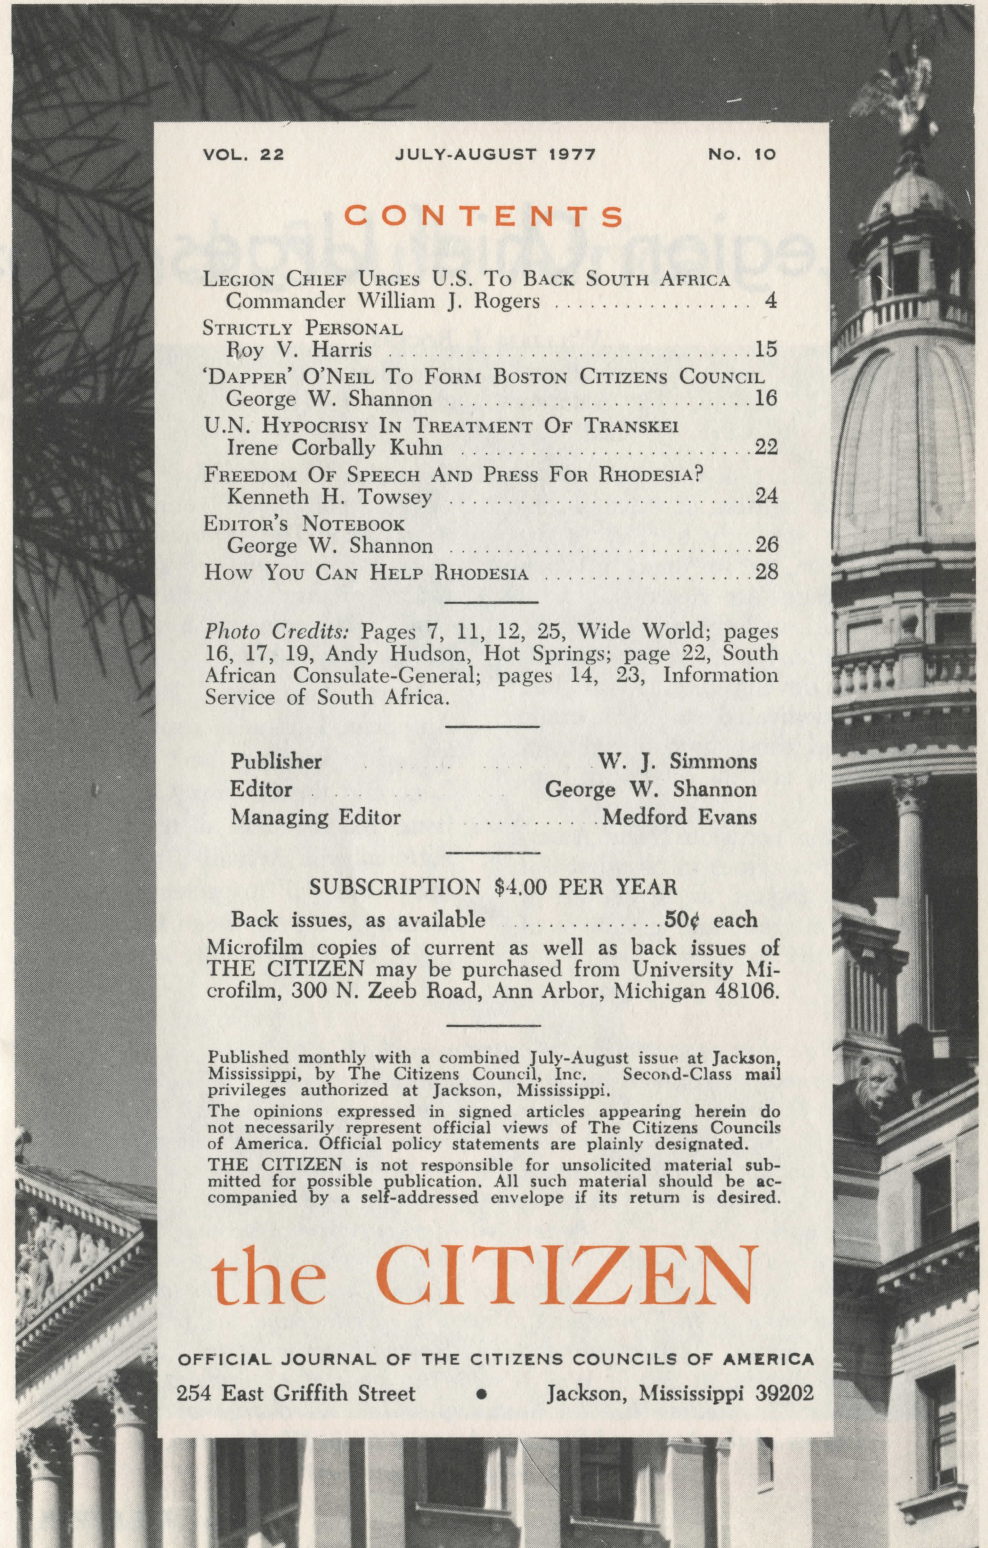 VOL. 22 JULY-AUGUST 1977 No. 10
CONTENTS
LEGION CHIEF URGES U.S. TO BACK SOUTH AFRICA
Commander William J. Rogers ................. 4
STRICTLY PERSONAL
Roy V. Harris ...............................15
'DAPPER' O'NEIL TO FORM BOSTON CITIZENS COUNCIL
George W. Shannon ..........................16
U.N. HYPOCRISY IN TREATMENT OF TRANSKEI
Irene Corbally Kuhn .........................22
FREEDOM OF SPEECH AND PRESS FOR RHODESIA?
Kenneth H. Towsey ..........................24
EDITOR'S NOTEBOOK
George W. Shannon ..........................26
HOW YOU CAN HELP RHODESIA ..................28
Photo Credits: Pages 7, 11, 12, 25, Wide World; pages
16, 17, 19, Andy Hudson, Hot Springs; page 22, South
African Consulate-General; pages 14, 23, Information
Service of South Africa.
Publisher ............ W. J. Simmons
Editor ............ George W. Shannon
Managing Editor ............ Medford Evans
SUBSCRIPTION $4.00 PER YEAR
Back issues, as available .............50¢ each
Microfilm copies of current as well as back issues of
THE CITIZEN may be purchased from University Mi-
crofilm, 300 N. Zeeb Road, Ann Arbor, Michigan 48106.
Published monthly with a combined July-August issue at Jackson,
Mississippi, by The Citizens Council, Inc. Second-Class mail
privileges authorized at Jackson, Mississippi.
The opinions expressed in signed articles appearing herein do
not necessarily represent official views of The Citizens Councils
of America. Official policy statements are plainly designated.
THE CITIZEN is not responsible for unsolicited material sub-
mitted for possible publication. All such material should be ac-
companied by a self-addressed envelope if its return is desired.
the CITIZEN
OFFICIAL JOURNAL OF THE CITIZENS COUNCILS OF AMERICA
254 East Griffith Street • Jackson, Mississippi 39202